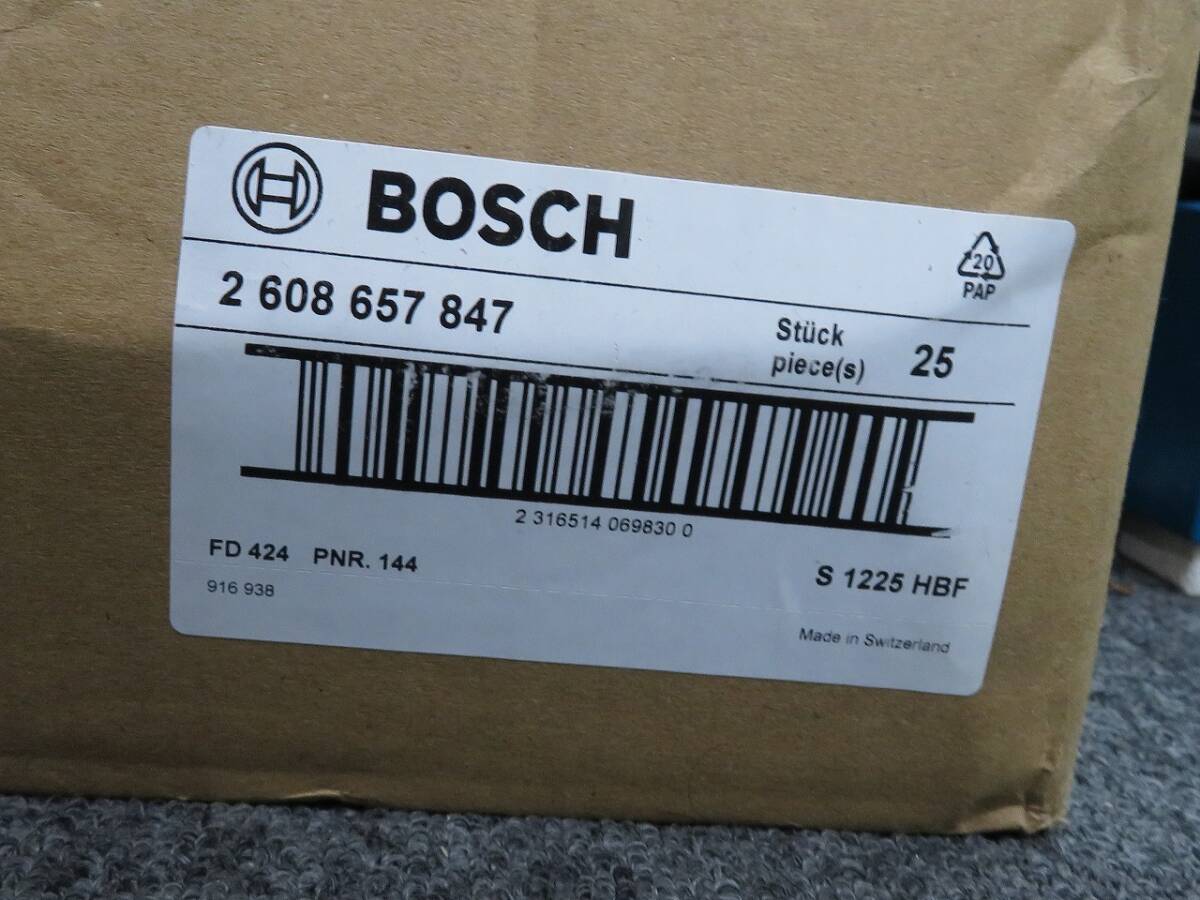 BOSCH
20
PAP
2 608 657 847
Stück
piece(s) 25
2 316514 069830 0
FD 424 PNR. 144
S 1225 HBF
916 938
Made in Switzerland